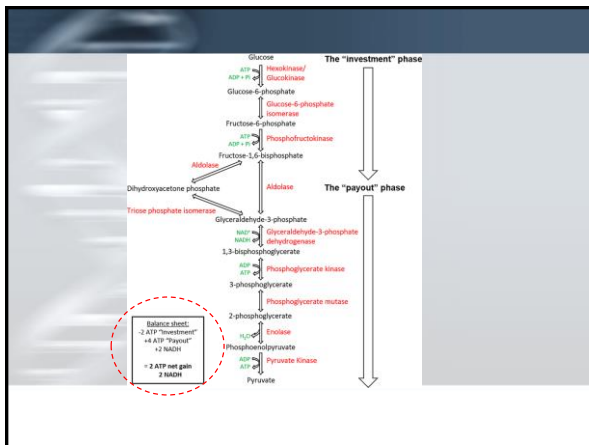 Glucose
The "investment" phase
ATP
ADP + Pi
Hexokinase/
Glucokinase
Glucose-6-phosphate
Glucose-6-phosphate
isomerase
Fructose-6-phosphate
ATP
ADP + Pi
Phosphofructokinase
Fructose-1,6-bisphosphate
Aldolase
Aldolase
The "payout" phase
Dihydroxyacetone phosphate
Triose phosphate isomerase
Glyceraldehyde-3-phosphate
NAD⁺
NADH
Glyceraldehyde-3-phosphate
dehydrogenase
1,3-bisphosphoglycerate
ADP
ATP
Phosphoglycerate kinase
3-phosphoglycerate
Phosphoglycerate mutase
2-phosphoglycerate
H₂O
Enolase
Phosphoenolpyruvate
ADP
ATP
Pyruvate Kinase
Pyruvate
Balance sheet:
-2 ATP "Investment"
+4 ATP "Payout"
+2 NADH
= 2 ATP net gain
2 NADH